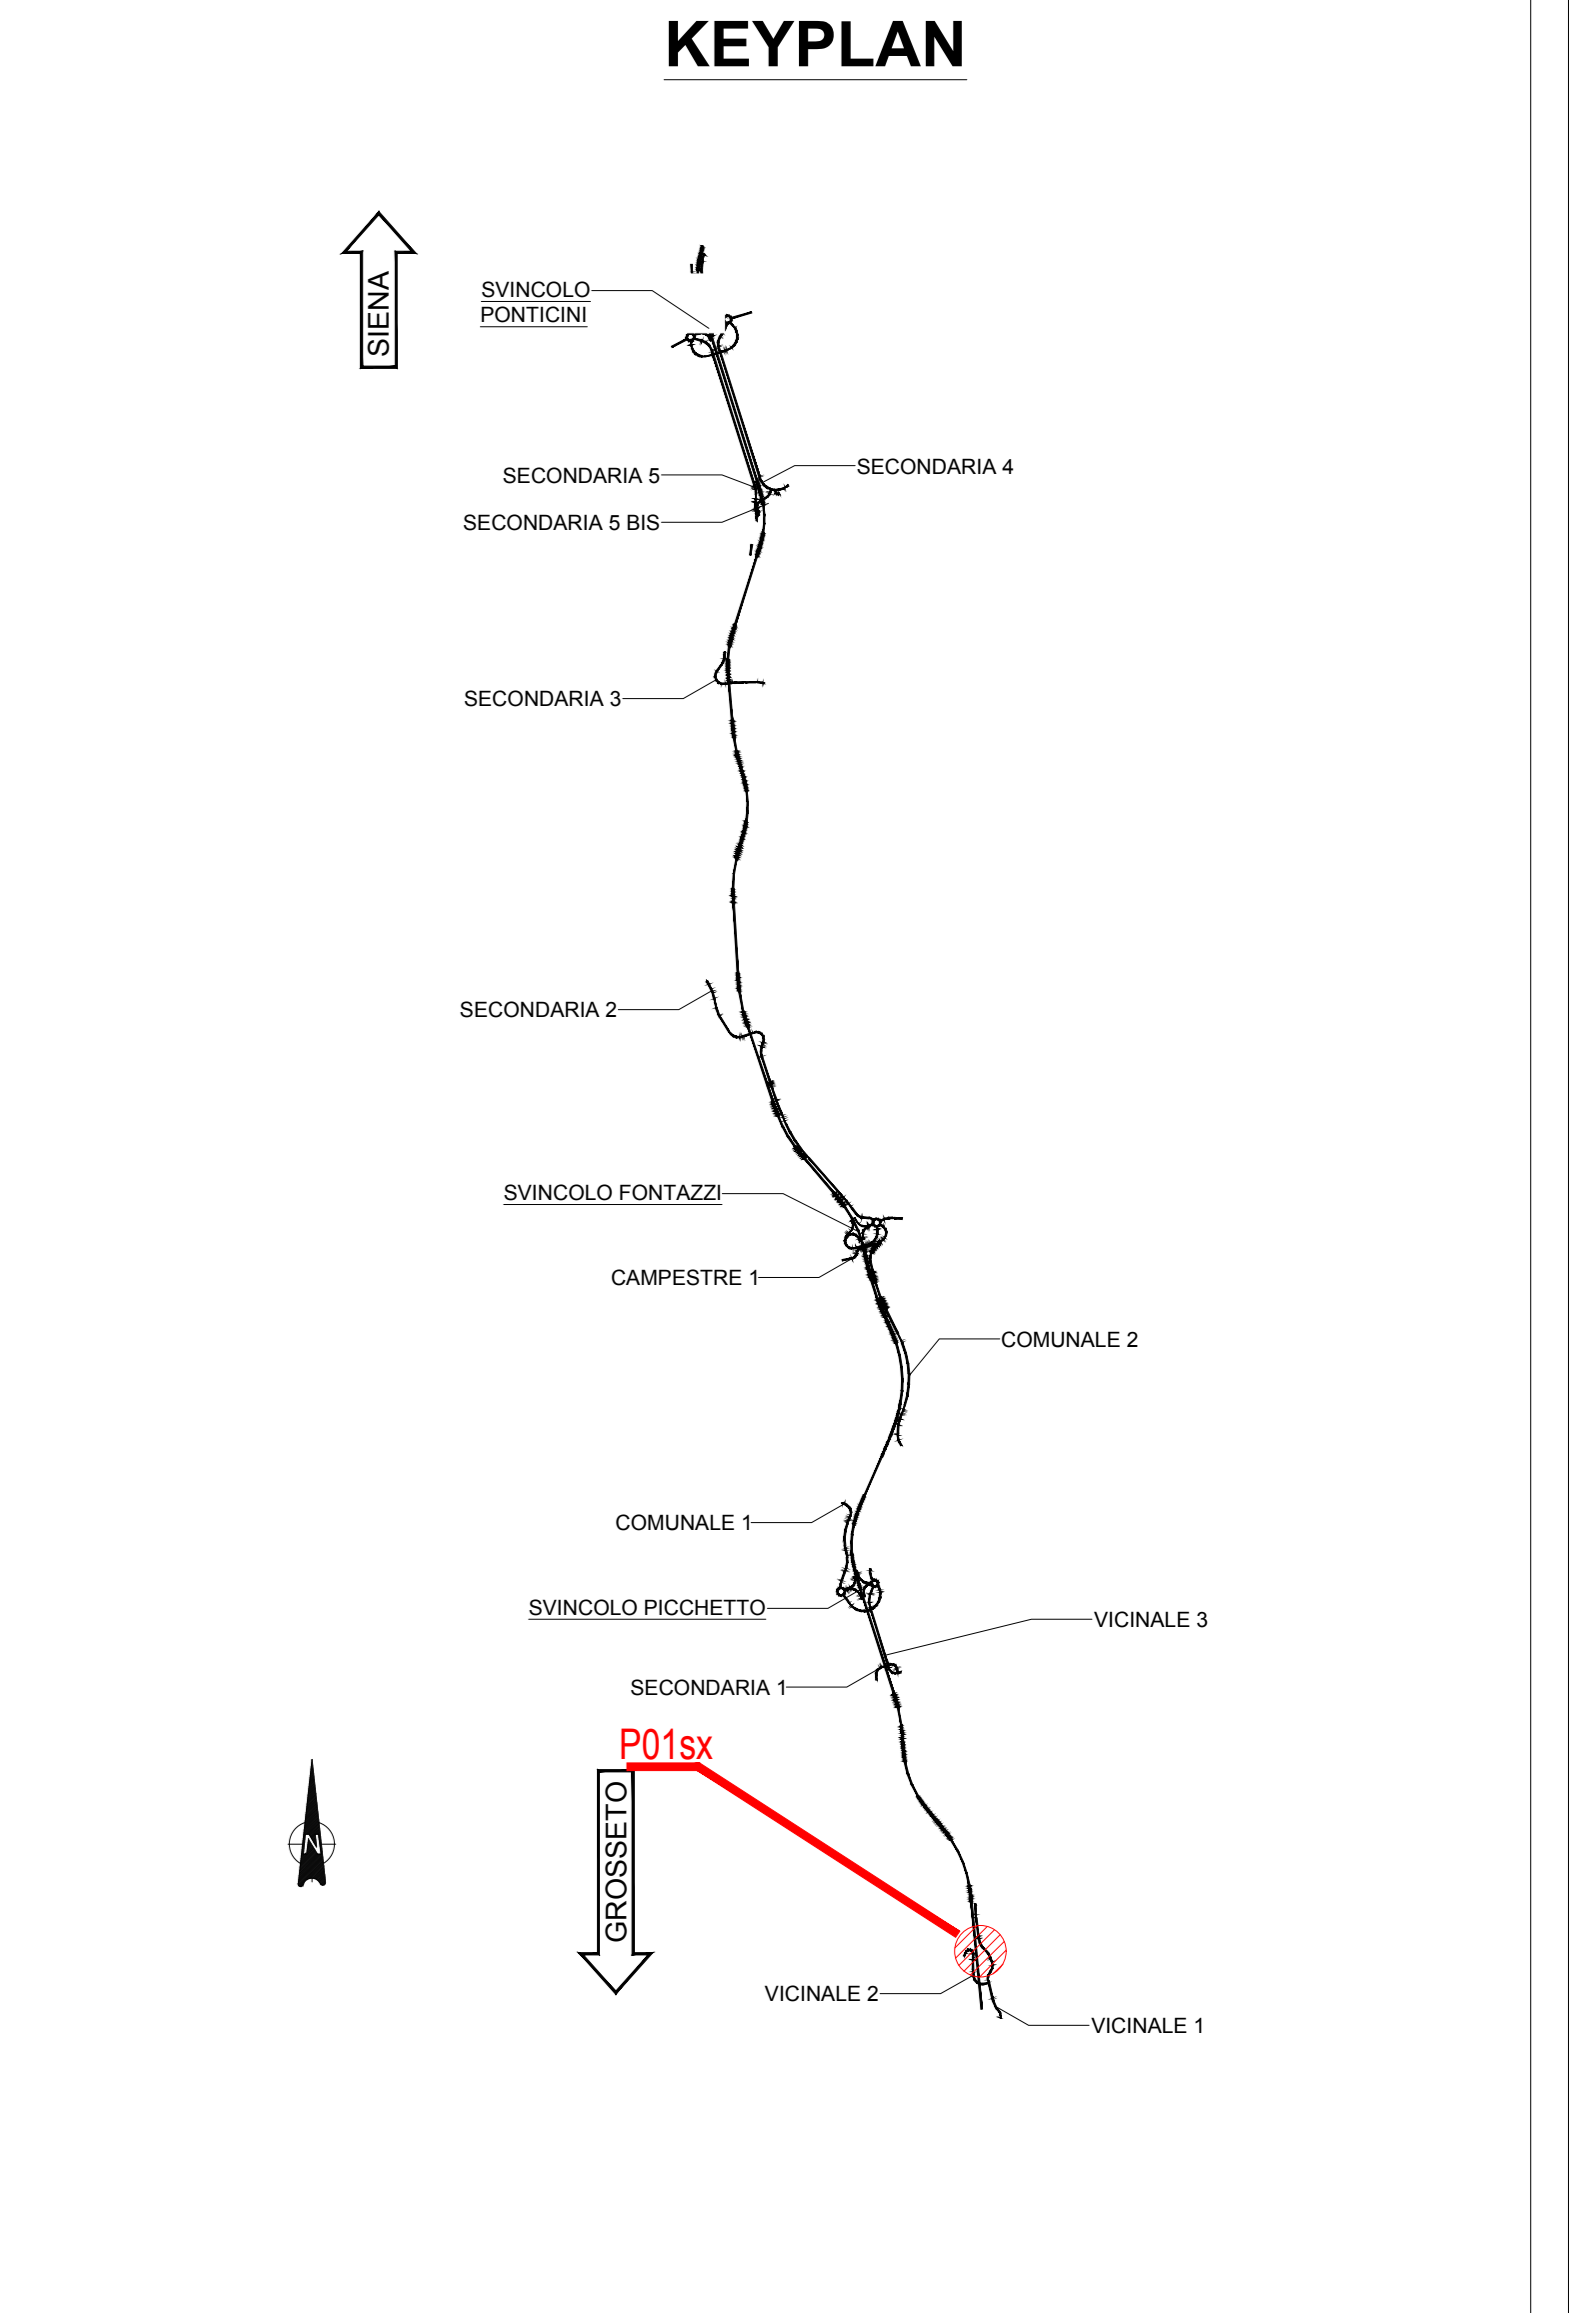 KEYPLAN
SIENA
SVINCOLO
PONTICINI
SECONDARIA 4
SECONDARIA 5
SECONDARIA 5 BIS
SECONDARIA 3
SECONDARIA 2
SVINCOLO FONTAZZI
CAMPESTRE 1
COMUNALE 2
COMUNALE 1
SVINCOLO PICCHETTO
VICINALE 3
SECONDARIA 1
P01sx
GROSSETO
N
VICINALE 2
VICINALE 1